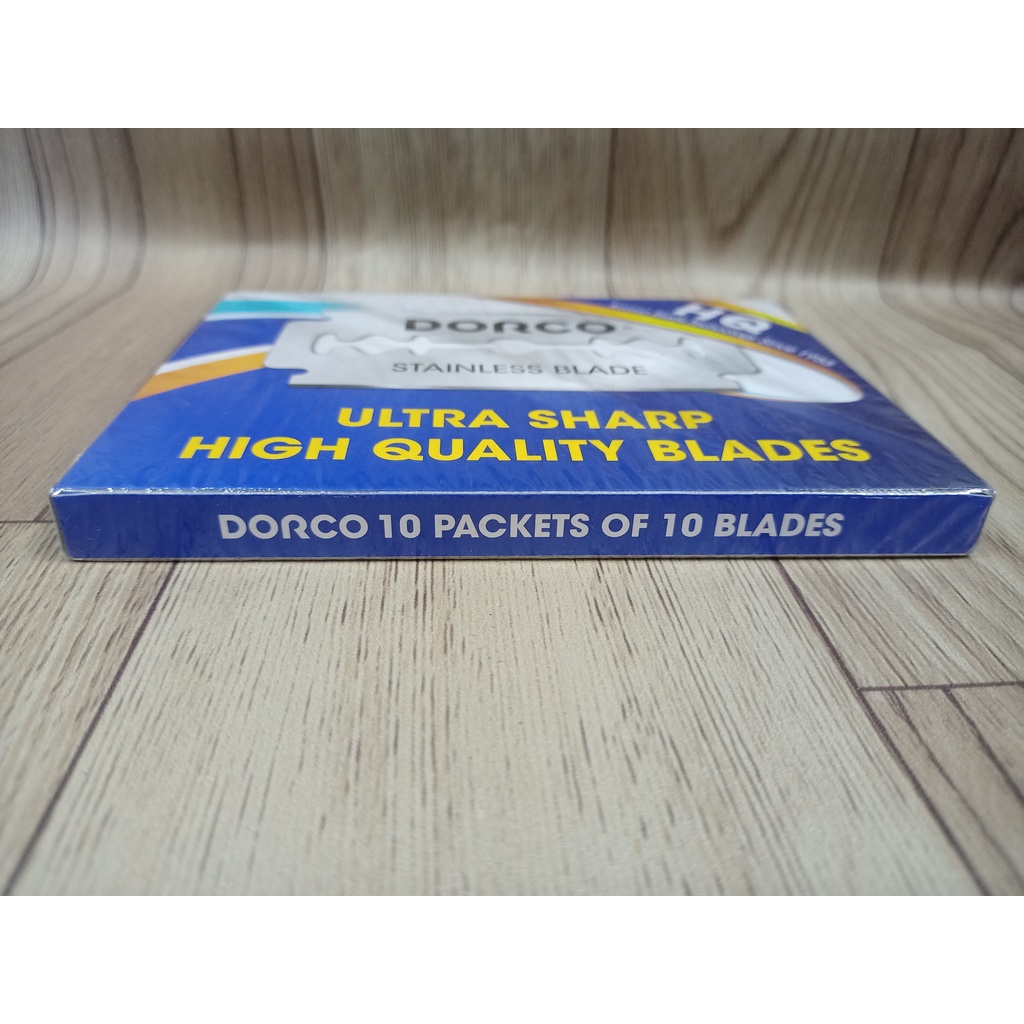 DORCO®
STAINLESS BLADE
HQ
ULTRA SHARP
HIGH QUALITY BLADES
DORCO 10 PACKETS OF 10 BLADES